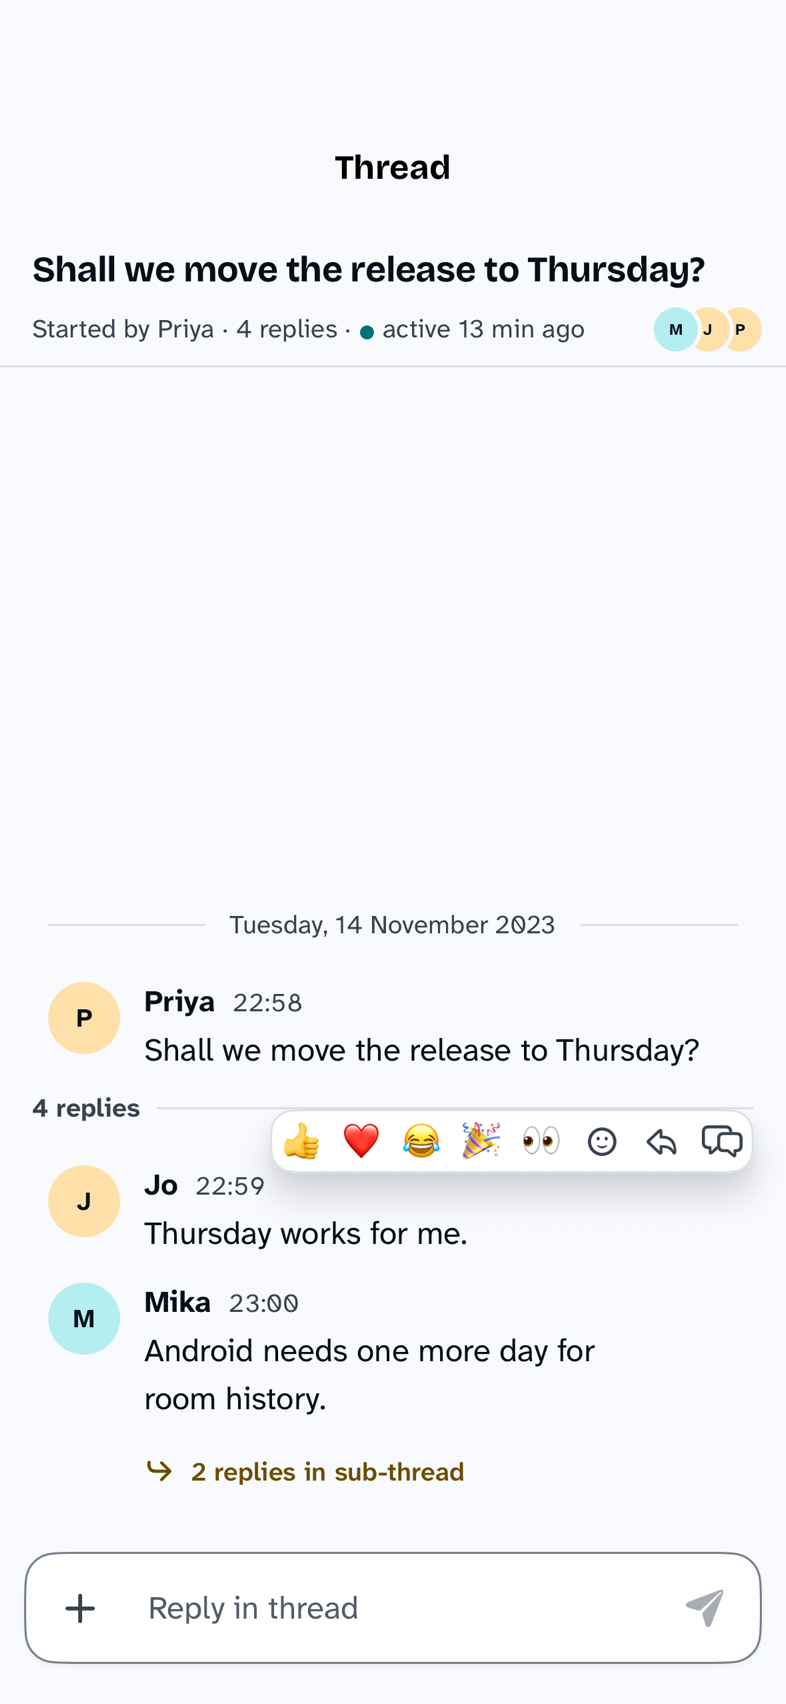 Thread
Shall we move the release to Thursday?
Started by Priya · 4 replies · active 13 min ago
M J P
Tuesday, 14 November 2023
P
Priya 22:58
Shall we move the release to Thursday?
4 replies
J
Jo 22:59
Thursday works for me.
M
Mika 23:00
Android needs one more day for
room history.
2 replies in sub-thread
Reply in thread